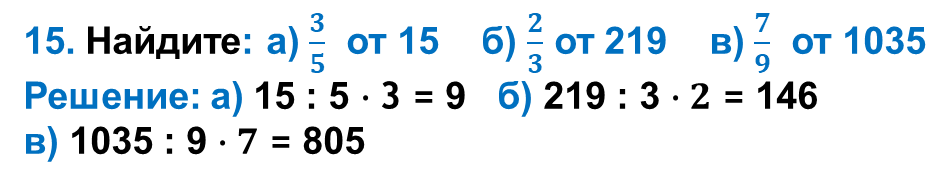 15. Найдите: а) 3/5 от 15 б) 2/3 от 219 в) 7/9 от 1035
Решение: а) 15 : 5 · 3 = 9 б) 219 : 3 · 2 = 146
в) 1035 : 9 · 7 = 805